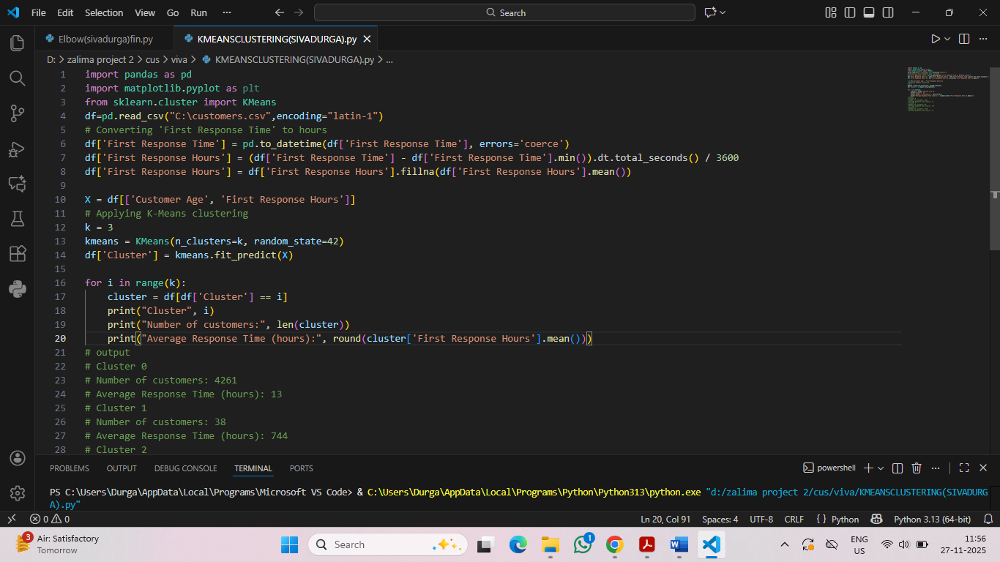 File Edit Selection View Go Run ··· Search
Elbow(sivadurga)fin.py KMEANSCLUSTERING(SIVADURGA).py
D: > zalima project 2 > cus > viva > KMEANSCLUSTERING(SIVADURGA).py > ...
1 import pandas as pd
2 import matplotlib.pyplot as plt
3 from sklearn.cluster import KMeans
4 df=pd.read_csv("C:\customers.csv",encoding="latin-1")
5 # Converting 'First Response Time' to hours
6 df['First Response Time'] = pd.to_datetime(df['First Response Time'], errors='coerce')
7 df['First Response Hours'] = (df['First Response Time'] - df['First Response Time'].min()).dt.total_seconds() / 3600
8 df['First Response Hours'] = df['First Response Hours'].fillna(df['First Response Hours'].mean())
9
10 X = df[['Customer Age', 'First Response Hours']]
11 # Applying K-Means clustering
12 k = 3
13 kmeans = KMeans(n_clusters=k, random_state=42)
14 df['Cluster'] = kmeans.fit_predict(X)
15
16 for i in range(k):
17     cluster = df[df['Cluster'] == i]
18     print("Cluster", i)
19     print("Number of customers:", len(cluster))
20     print("Average Response Time (hours):", round(cluster['First Response Hours'].mean()))
21 # output
22 # Cluster 0
23 # Number of customers: 4261
24 # Average Response Time (hours): 13
25 # Cluster 1
26 # Number of customers: 38
27 # Average Response Time (hours): 744
28 # Cluster 2
PROBLEMS OUTPUT DEBUG CONSOLE TERMINAL PORTS powershell
PS C:\Users\Durga\AppData\Local\Programs\Microsoft VS Code> & C:\Users\Durga\AppData\Local\Programs\Python\Python313\python.exe "d:/zalima project 2/cus/viva/KMEANSCLUSTERING(SIVADURG
A).py"
0 0 Ln 20, Col 91 Spaces: 4 UTF-8 CRLF {} Python Python 3.13 (64-bit)
3 Air: Satisfactory
Tomorrow
Search
1
ENG
US
11:56
27-11-2025